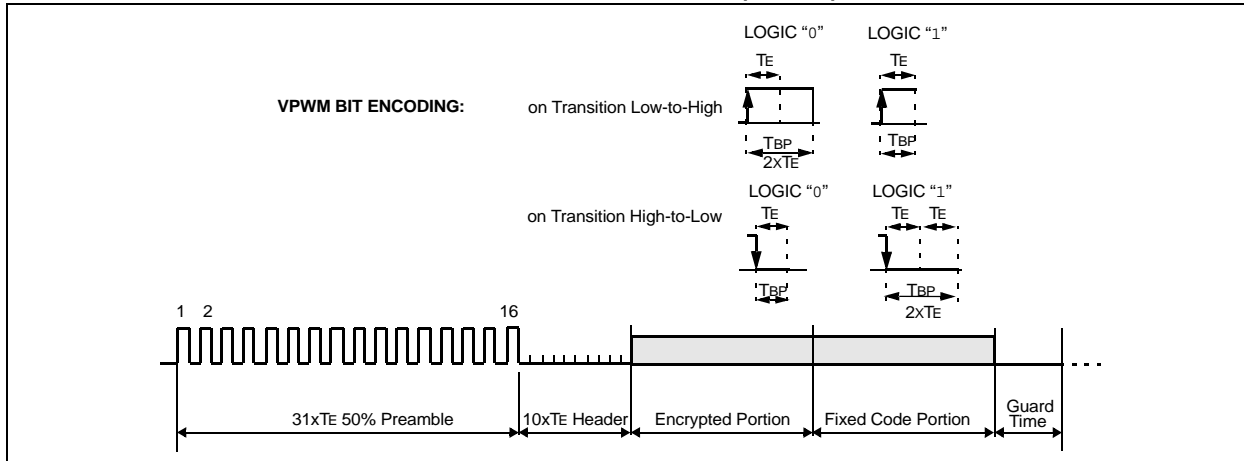 LOGIC “0” LOGIC “1”
TE TE
VPWM BIT ENCODING: on Transition Low-to-High
TBP TBP
2XTE
LOGIC “0” LOGIC “1”
on Transition High-to-Low TE TE TE
TBP TBP
2XTE
1 2 16
31xTE 50% Preamble 10xTE Header Encrypted Portion Fixed Code Portion Guard
Time